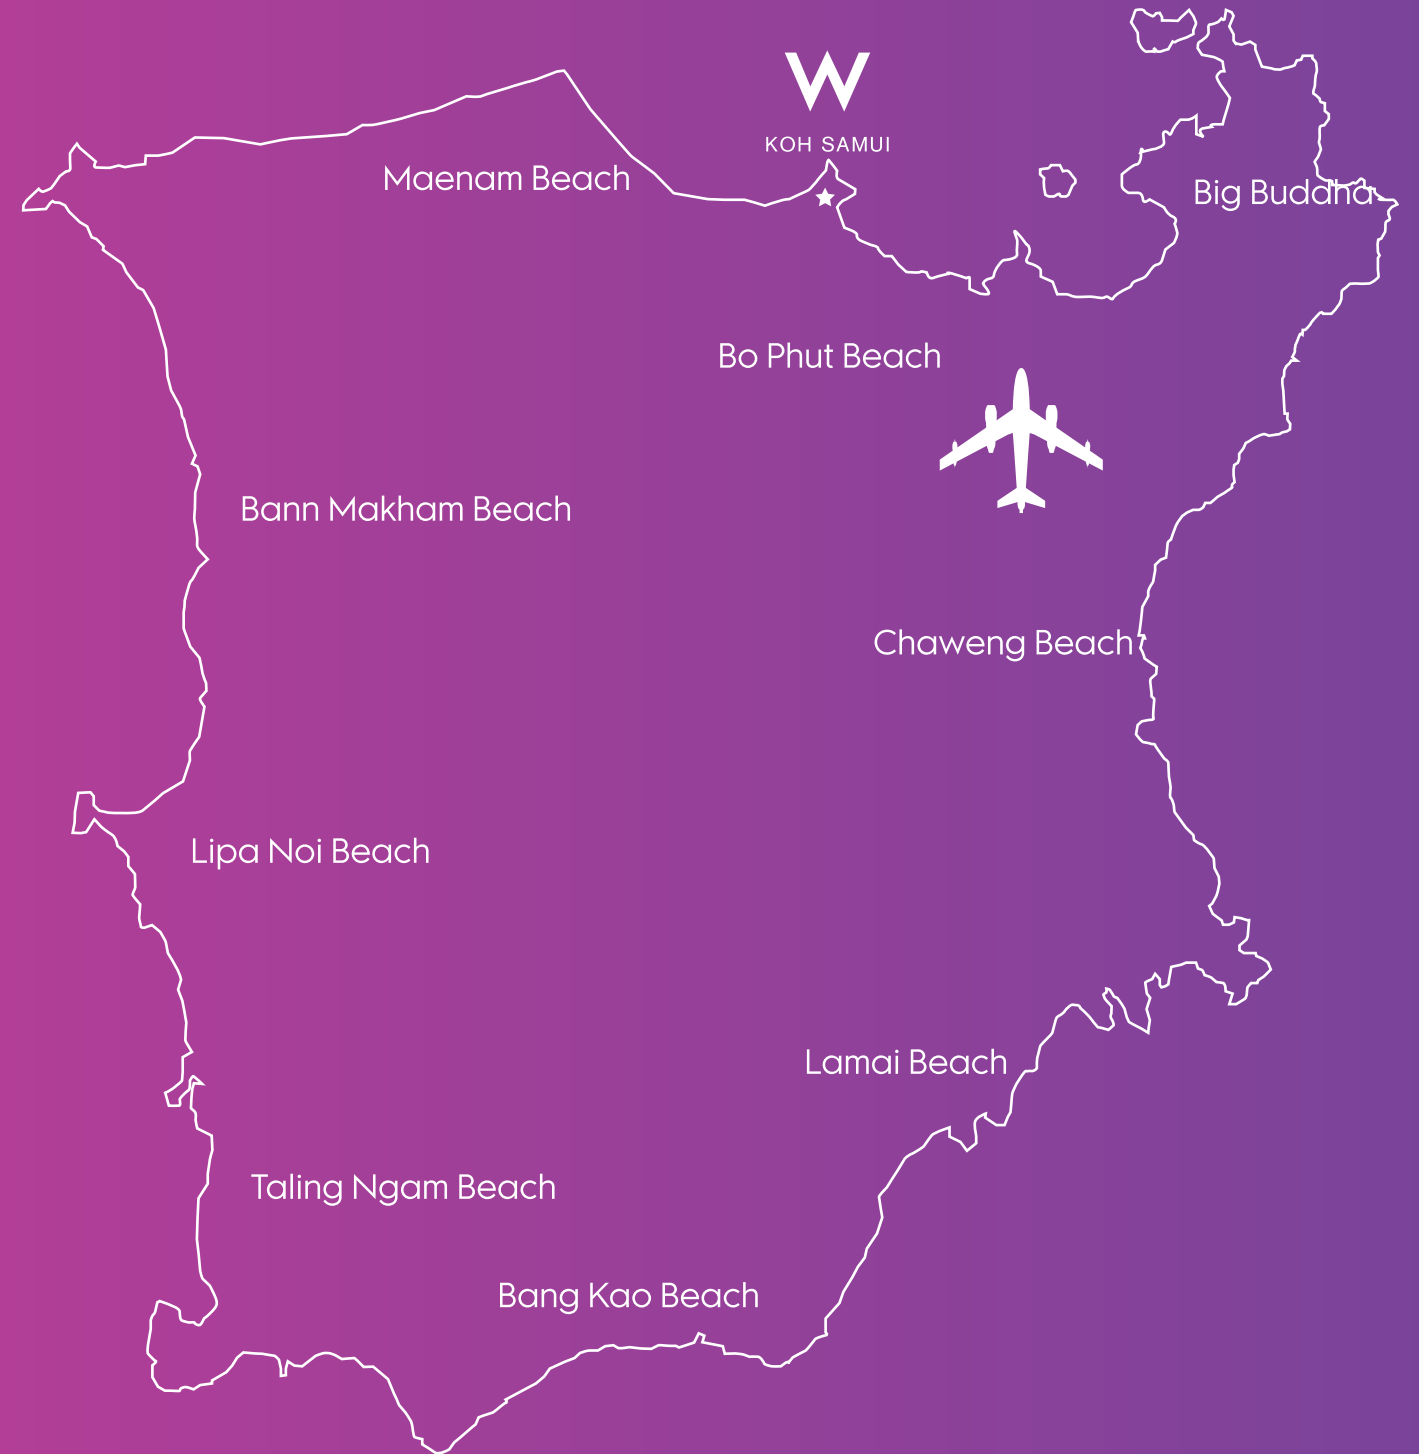 W
KOH SAMUI
Maenam Beach
Big Buddha
Bo Phut Beach
Bann Makham Beach
Chaweng Beach
Lipa Noi Beach
Lamai Beach
Taling Ngam Beach
Bang Kao Beach